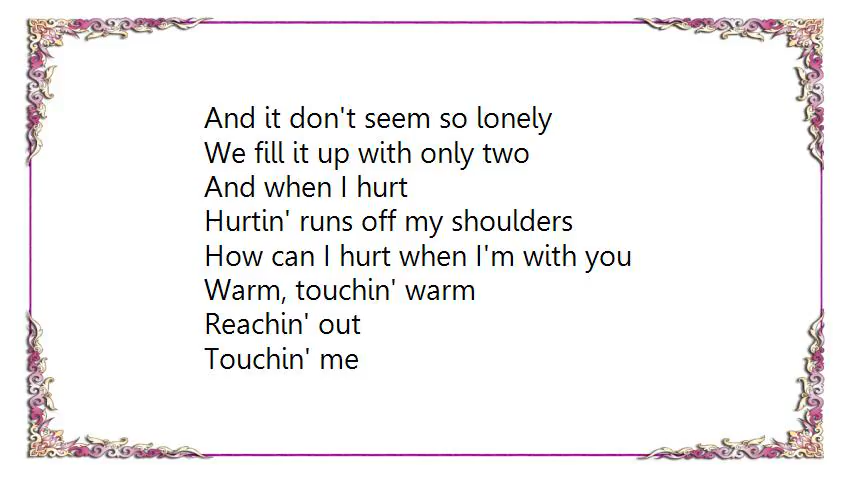 And it don't seem so lonely
We fill it up with only two
And when I hurt
Hurtin' runs off my shoulders
How can I hurt when I'm with you
Warm, touchin' warm
Reachin' out
Touchin' me